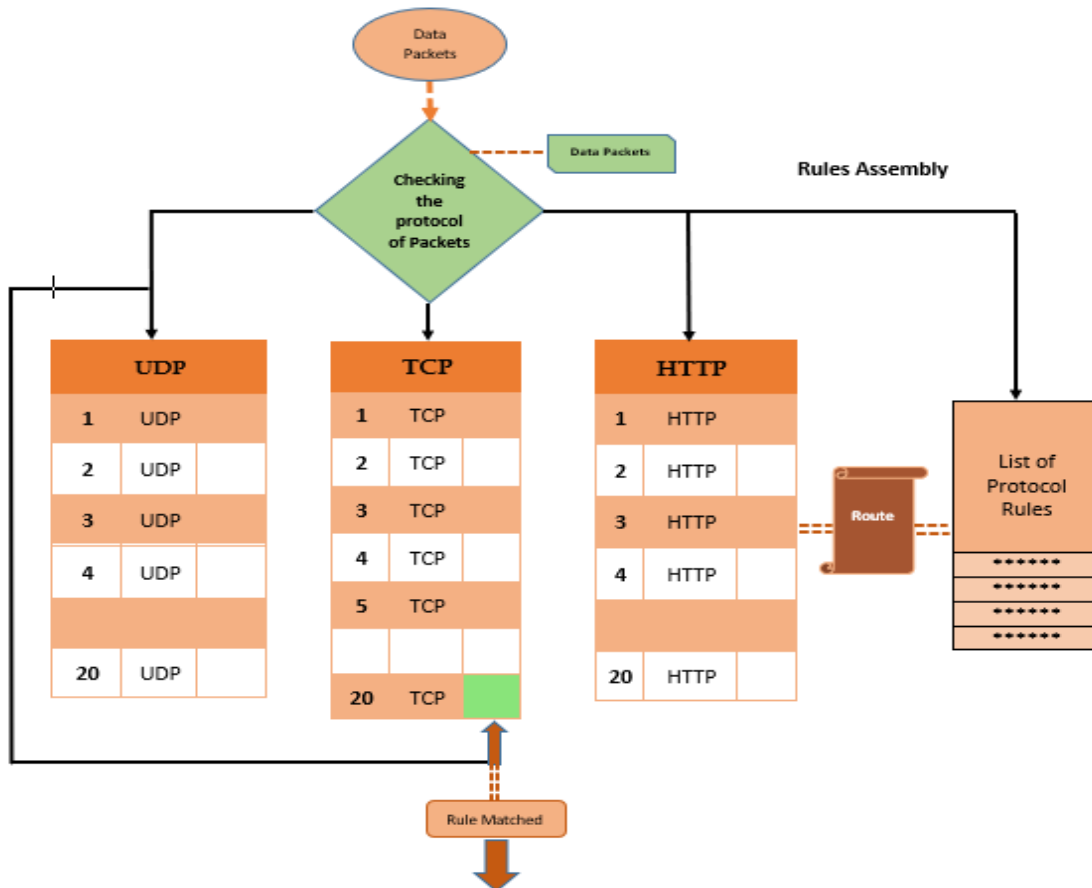 Data
Packets
Data Packets
Checking
the
protocol
of Packets
Rules Assembly
UDP
1 UDP
2 UDP
3 UDP
4 UDP
20 UDP
TCP
1 TCP
2 TCP
3 TCP
4 TCP
5 TCP
20 TCP
HTTP
1 HTTP
2 HTTP
3 HTTP
4 HTTP
20 HTTP
Route
List of
Protocol
Rules
******
******
******
******
Rule Matched